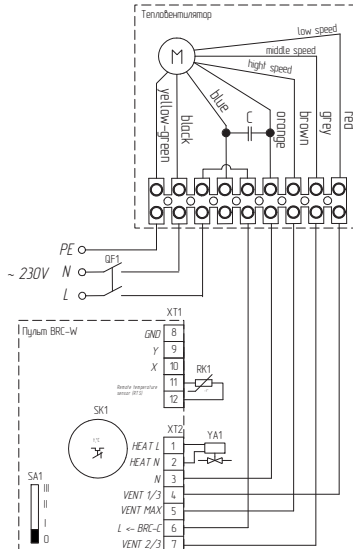 Тепловентилятор
low speed
middle speed
hight speed
M
C
yellow-green
black
blue
orange
brown
grey
red
PE
~ 230V N
QF1
L
Пульт BRC-W
XT1
GND 8
Y 9
X 10
11
12
Remote temperature
sensor (RTS)
RK1
SK1
t,°C
XT2
HEAT L 1
HEAT N 2
N 3
VENT 1/3 4
VENT MAX 5
L <- BRC-C 6
VENT 2/3 7
YA1
SA1
III
II
I
0